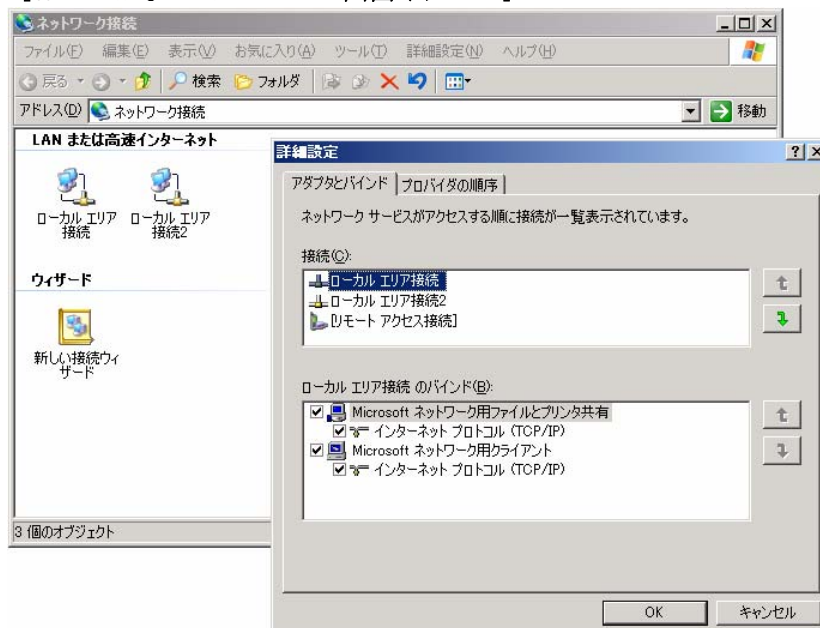 ネットワーク接続
ファイル(F) 編集(E) 表示(V) お気に入り(A) ツール(T) 詳細設定(N) ヘルプ(H)
戻る 検索 フォルダ
アドレス(D) ネットワーク接続 移動
LAN または高速インターネット
ローカル エリア
接続
ローカル エリア
接続2
ウィザード
新しい接続ウィ
ザード
3 個のオブジェクト
詳細設定
アダプタとバインド プロバイダの順序
ネットワーク サービスがアクセスする順に接続が一覧表示されています。
接続(C):
ローカル エリア接続
ローカル エリア接続2
[リモート アクセス接続]
ローカル エリア接続 のバインド(B):
Microsoft ネットワーク用ファイルとプリンタ共有
インターネット プロトコル (TCP/IP)
Microsoft ネットワーク用クライアント
インターネット プロトコル (TCP/IP)
OK キャンセル